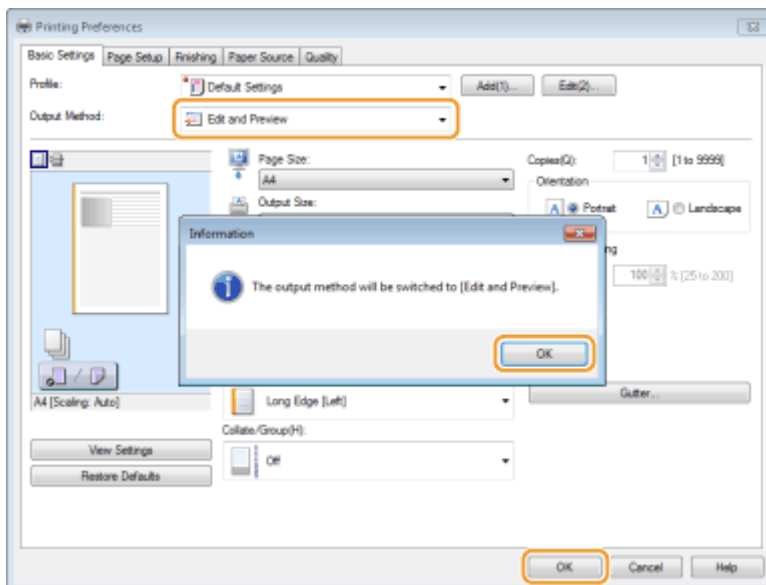 Printing Preferences
Basic Settings Page Setup Finishing Paper Source Quality
Profile: Default Settings Add(1)... Edit(2)...
Output Method: Edit and Preview
Page Size: Copies(Q): 1 [1 to 9999]
A4 Orientation
Output Size: A Portrait A Landscape
Information
ng
The output method will be switched to [Edit and Preview]. 100 % [25 to 200]
OK
A4 [Scaling: Auto] Long Edge [Left] Gutter...
Collate/Group(H):
View Settings Off
Restore Defaults
OK Cancel Help